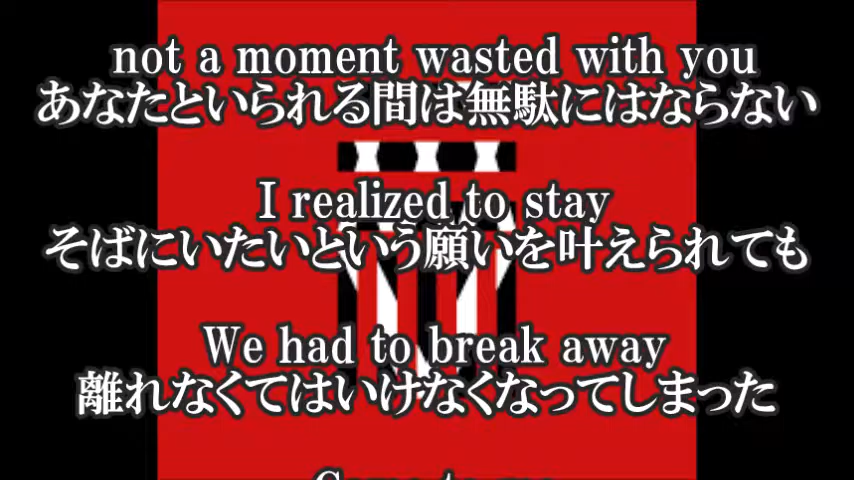 not a moment wasted with you
あなたといられる間は無駄にはならない
I realized to stay
そばにいたいという願いを叶えられても
We had to break away
離れなくてはいけなくなってしまった